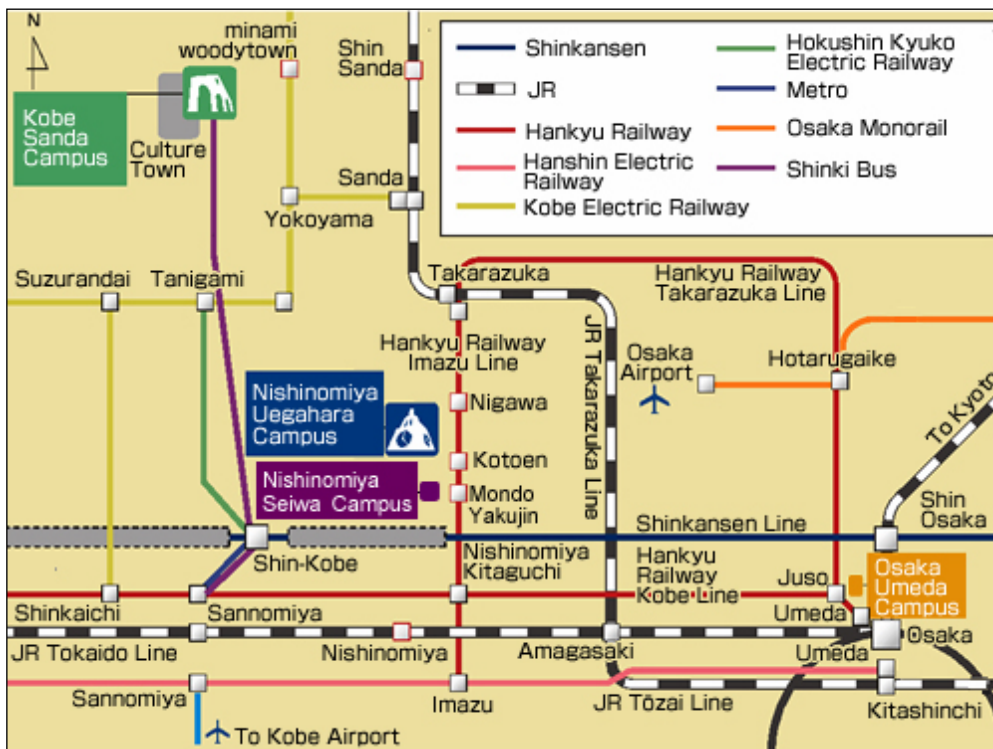 N
minami
woodytown
Shin
Sanda
Shinkansen
JR
Hankyu Railway
Hanshin Electric
Railway
Kobe Electric Railway
Hokushin Kyuko
Electric Railway
Metro
Osaka Monorail
Shinki Bus
Kobe
Sanda
Campus
Culture
Town
Sanda
Yokoyama
Suzurandai
Tanigami
Takarazuka
Hankyu Railway
Takarazuka Line
Hankyu Railway
Imazu Line
JR Takarazuka Line
Osaka
Airport
Hotarugaike
To Kyoto
Nishinomiya
Uegahara
Campus
Nigawa
Kotoen
Nishinomiya
Seiwa Campus
Mondo
Yakujin
Shin
Osaka
Shinkansen Line
Shin-Kobe
Nishinomiya
Kitaguchi
Hankyu
Railway
Kobe Line
Juso
Osaka
Umeda
Campus
Shinkaichi
Sannomiya
Umeda
Osaka
JR Tokaido Line
Nishinomiya
Amagasaki
Umeda
Sannomiya
Imazu
JR Tōzai Line
Kitashinchi
To Kobe Airport